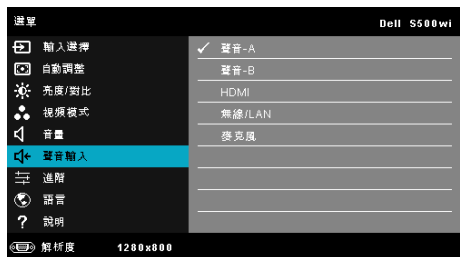 選單 Dell S500wi
輸入選擇
自動調整
亮度/對比
視頻模式
音量
聲音輸入
進階
語言
說明
聲音-A
聲音-B
HDMI
無線/LAN
麥克風
解析度 1280x800